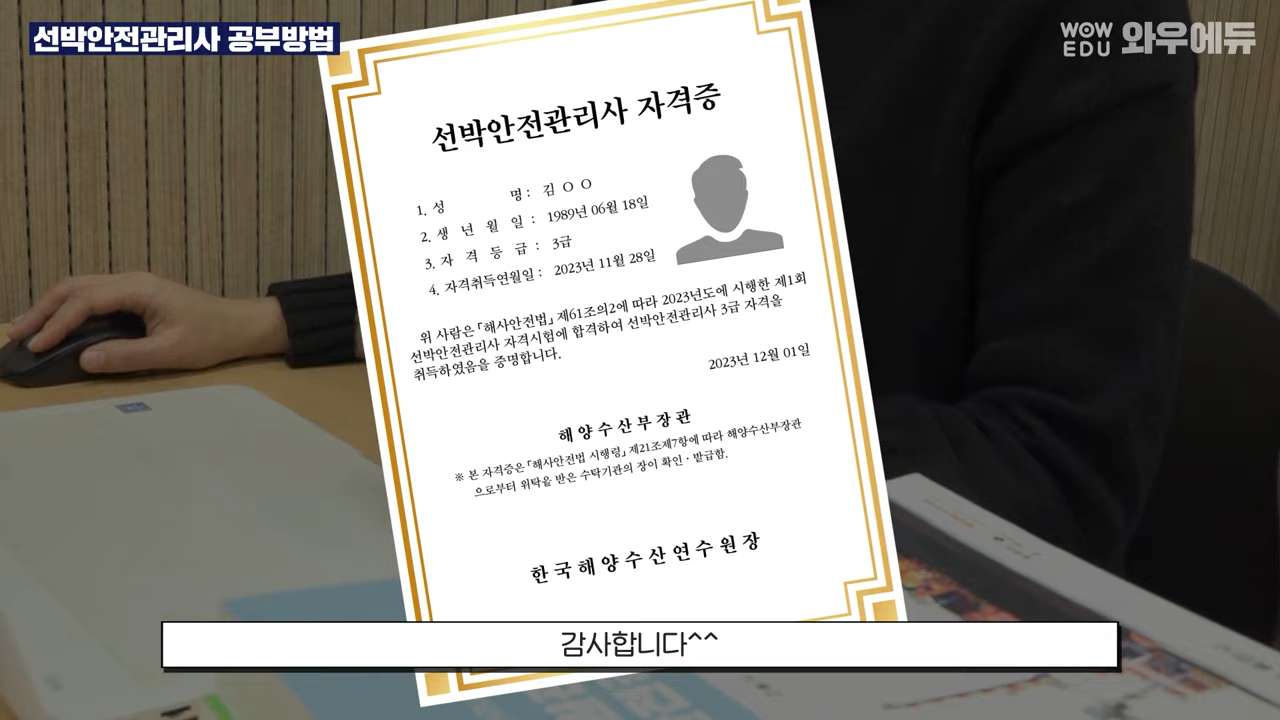 선박안전관리사 공부방법
WOW EDU 와우에듀
선박안전관리사 자격증
1. 성 명 : 김 ○ ○
2. 생 년 월 일 : 1989년 06월 18일
3. 자 격 등 급 : 3급
4. 자격취득연월일 : 2023년 11월 28일
위 사람은 「해사안전법」 제61조의2에 따라 2023년도에 시행한 제1회
선박안전관리사 자격시험에 합격하여 선박안전관리사 3급 자격을
취득하였음을 증명합니다.
2023년 12월 01일
해양수산부장관
※ 본 자격증은 「해사안전법 시행령」 제21조제7항에 따라 해양수산부장관
으로부터 위탁을 받은 수탁기관의 장이 확인 · 발급함.
한국해양수산연수원장
감사합니다^^